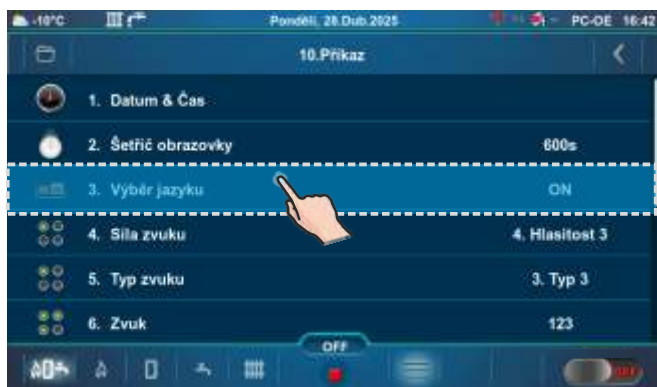 -10°C Pondělí, 28.Dub.2025 PC-OE 16:42
10.Příkaz
1. Datum & Čas
2. Šetřič obrazovky 600s
3. Výběr jazyku ON
4. Síla zvuku 4. Hlasitost 3
5. Typ zvuku 3. Typ 3
6. Zvuk 123
OFF
OFF